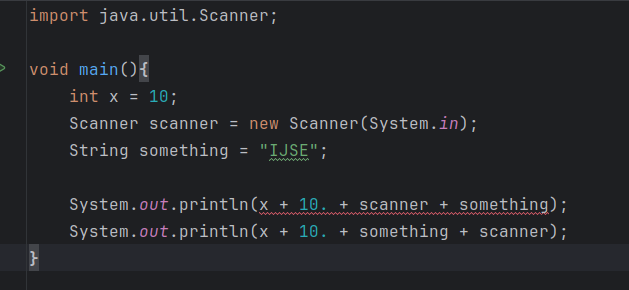 import java.util.Scanner;
void main(){
int x = 10;
Scanner scanner = new Scanner(System.in);
String something = "IJSE";
System.out.println(x + 10. + scanner + something);
System.out.println(x + 10. + something + scanner);
}